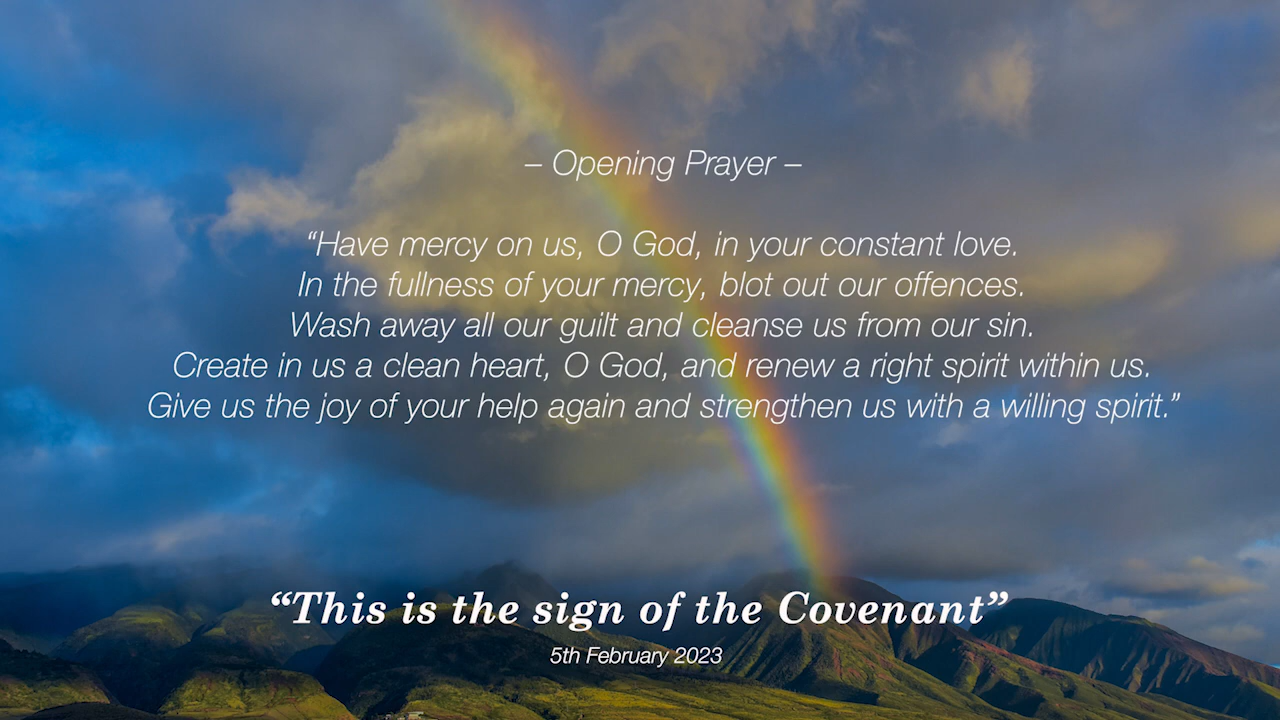 – Opening Prayer –
“Have mercy on us, O God, in your constant love.
In the fullness of your mercy, blot out our offences.
Wash away all our guilt and cleanse us from our sin.
Create in us a clean heart, O God, and renew a right spirit within us.
Give us the joy of your help again and strengthen us with a willing spirit.”
“This is the sign of the Covenant”
5th February 2023